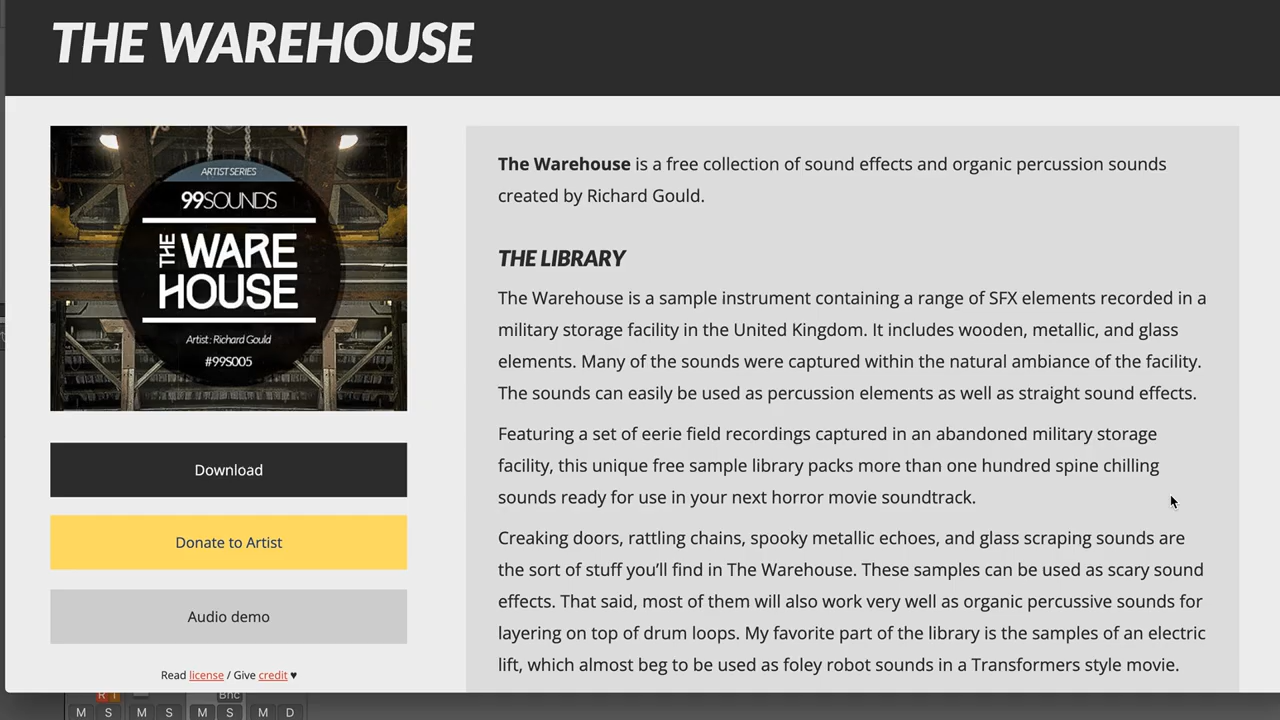 THE WAREHOUSE
ARTIST SERIES
99SOUNDS
THE WARE
HOUSE
Artist : Richard Gould
#99S005
Download
Donate to Artist
Audio demo
Read license / Give credit ♥
The Warehouse is a free collection of sound effects and organic percussion sounds
created by Richard Gould.
THE LIBRARY
The Warehouse is a sample instrument containing a range of SFX elements recorded in a
military storage facility in the United Kingdom. It includes wooden, metallic, and glass
elements. Many of the sounds were captured within the natural ambiance of the facility.
The sounds can easily be used as percussion elements as well as straight sound effects.
Featuring a set of eerie field recordings captured in an abandoned military storage
facility, this unique free sample library packs more than one hundred spine chilling
sounds ready for use in your next horror movie soundtrack.
Creaking doors, rattling chains, spooky metallic echoes, and glass scraping sounds are
the sort of stuff you’ll find in The Warehouse. These samples can be used as scary sound
effects. That said, most of them will also work very well as organic percussive sounds for
layering on top of drum loops. My favorite part of the library is the samples of an electric
lift, which almost beg to be used as foley robot sounds in a Transformers style movie.
R I Bnc
M S M S M S M D